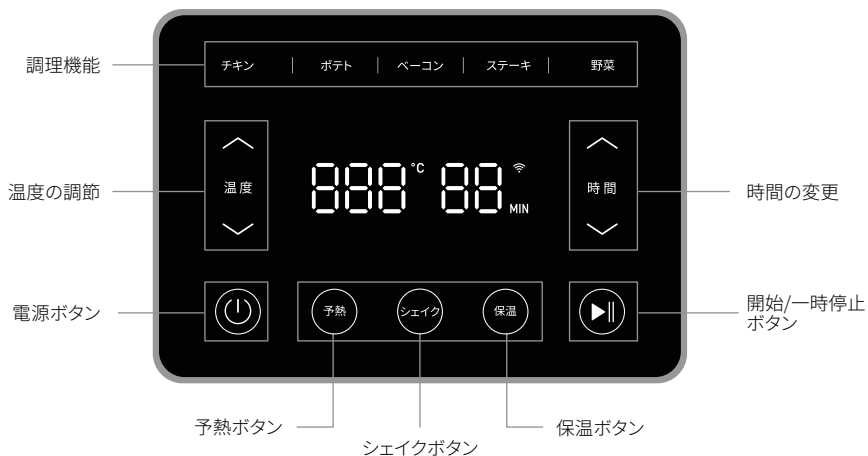 調理機能
チキン | ポテト | ベーコン | ステーキ | 野菜
温度の調節
温度
888 °C 88 MIN
時間
時間の変更
電源ボタン
予熱
シェイク
保温
開始/一時停止
ボタン
予熱ボタン
シェイクボタン
保温ボタン